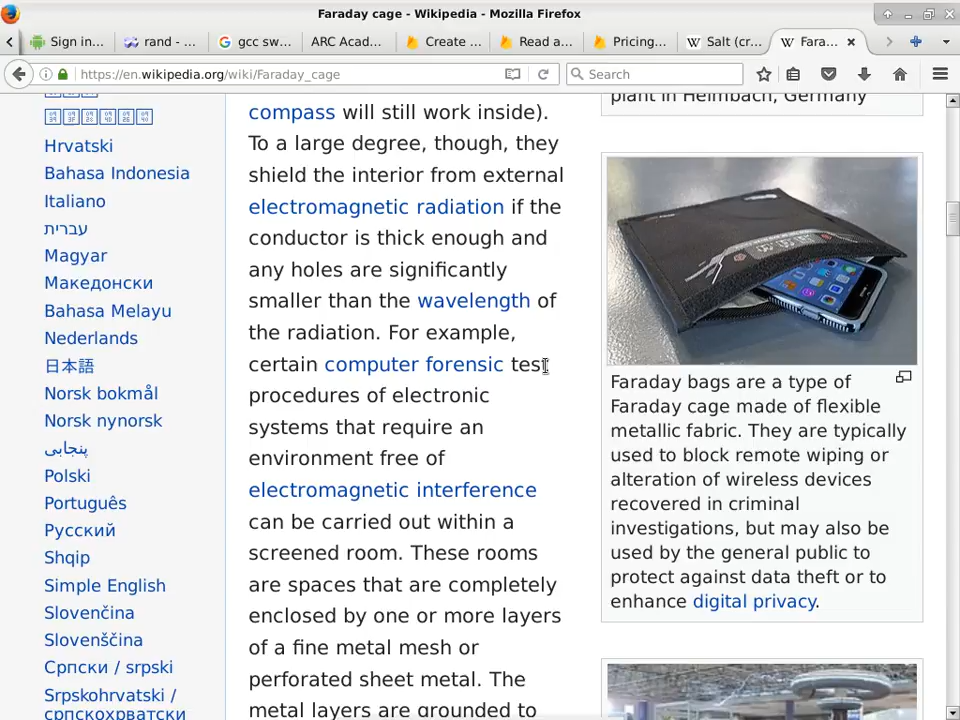 Faraday cage - Wikipedia - Mozilla Firefox
Sign in...
rand - ...
gcc sw...
ARC Acad...
Create ...
Read a...
Pricing...
Salt (cr...
Fara...
https://en.wikipedia.org/wiki/Faraday_cage
Search
Hrvatski
Bahasa Indonesia
Italiano
עברית
Magyar
Македонски
Bahasa Melayu
Nederlands
日本語
Norsk bokmål
Norsk nynorsk
پنجابی
Polski
Português
Русский
Shqip
Simple English
Slovenčina
Slovenščina
Српски / srpski
Srpskohrvatski /
српскохрватски
compass will still work inside).
To a large degree, though, they
shield the interior from external
electromagnetic radiation if the
conductor is thick enough and
any holes are significantly
smaller than the wavelength of
the radiation. For example,
certain computer forensic test
procedures of electronic
systems that require an
environment free of
electromagnetic interference
can be carried out within a
screened room. These rooms
are spaces that are completely
enclosed by one or more layers
of a fine metal mesh or
perforated sheet metal. The
metal layers are grounded to
plant in Heimbach, Germany
Faraday bags are a type of
Faraday cage made of flexible
metallic fabric. They are typically
used to block remote wiping or
alteration of wireless devices
recovered in criminal
investigations, but may also be
used by the general public to
protect against data theft or to
enhance digital privacy.